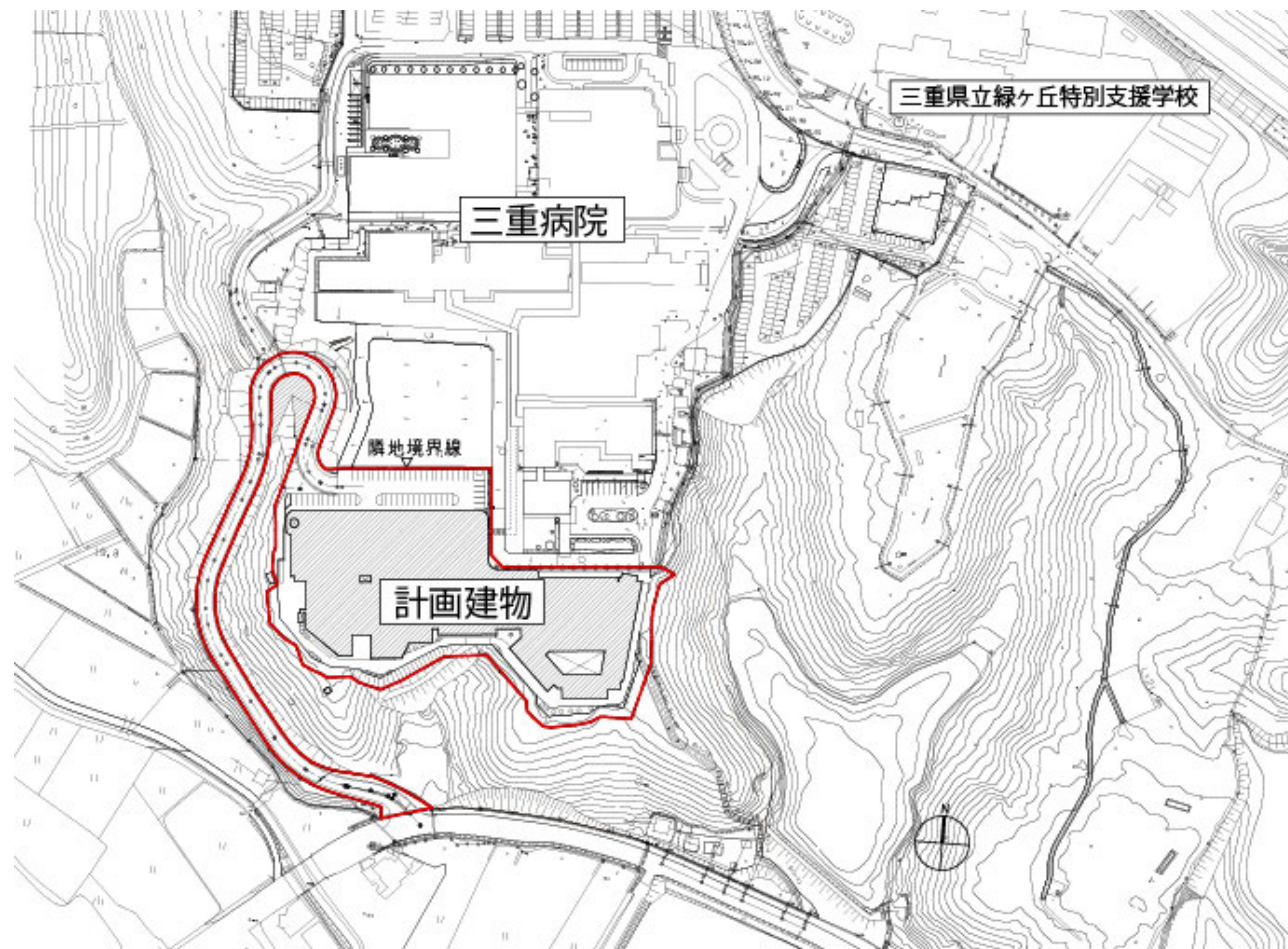 三重県立緑ヶ丘特別支援学校
三重病院
隣地境界線
計画建物
N